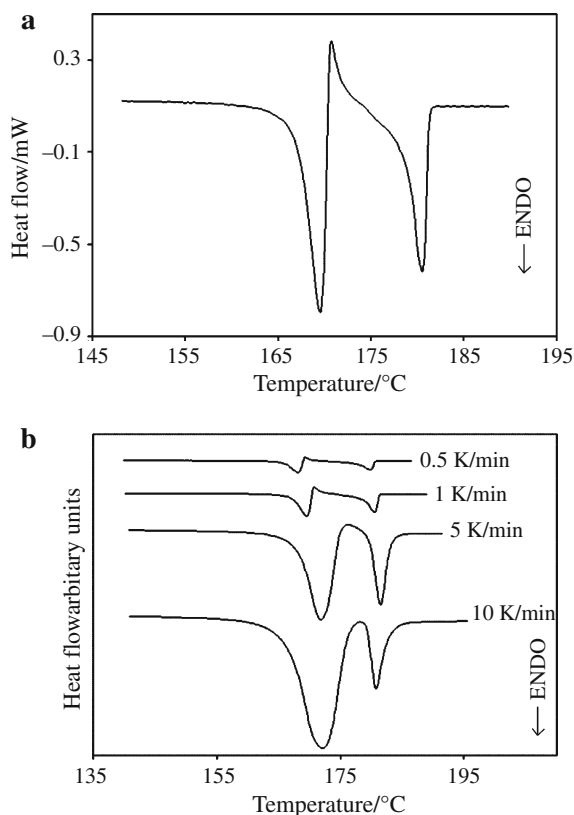 a
0.3
−0.1
−0.5
−0.9
Heat flow/mW
ENDO
145 155 165 175 185 195
Temperature/°C
b
0.5 K/min
1 K/min
5 K/min
10 K/min
Heat flowarbitary units
ENDO
135 155 175 195
Temperature/°C